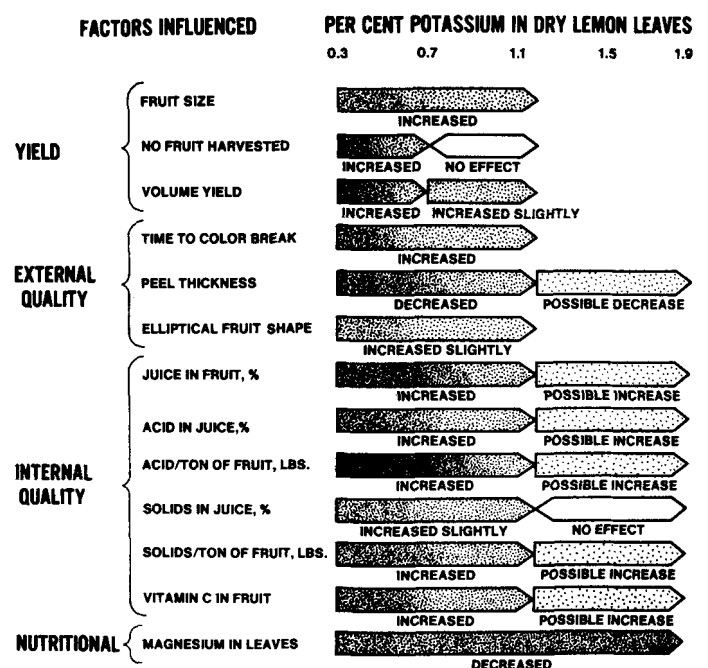 FACTORS INFLUENCED
PER CENT POTASSIUM IN DRY LEMON LEAVES
0.3 0.7 1.1 1.5 1.9
YIELD
FRUIT SIZE
INCREASED
NO FRUIT HARVESTED
INCREASED NO EFFECT
VOLUME YIELD
INCREASED INCREASED SLIGHTLY
EXTERNAL
QUALITY
TIME TO COLOR BREAK
INCREASED
PEEL THICKNESS
DECREASED POSSIBLE DECREASE
ELLIPTICAL FRUIT SHAPE
INCREASED SLIGHTLY
INTERNAL
QUALITY
JUICE IN FRUIT, %
INCREASED POSSIBLE INCREASE
ACID IN JUICE,%
INCREASED POSSIBLE INCREASE
ACID/TON OF FRUIT, LBS.
INCREASED POSSIBLE INCREASE
SOLIDS IN JUICE, %
INCREASED SLIGHTLY NO EFFECT
SOLIDS/TON OF FRUIT, LBS.
INCREASED POSSIBLE INCREASE
VITAMIN C IN FRUIT
INCREASED POSSIBLE INCREASE
NUTRITIONAL
MAGNESIUM IN LEAVES
DECREASED